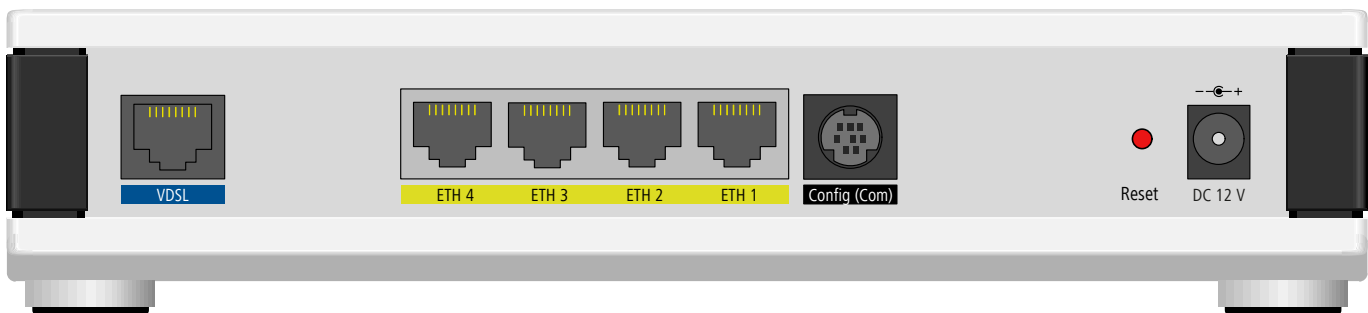 VDSL
ETH 4
ETH 3
ETH 2
ETH 1
Config (Com)
Reset
DC 12 V